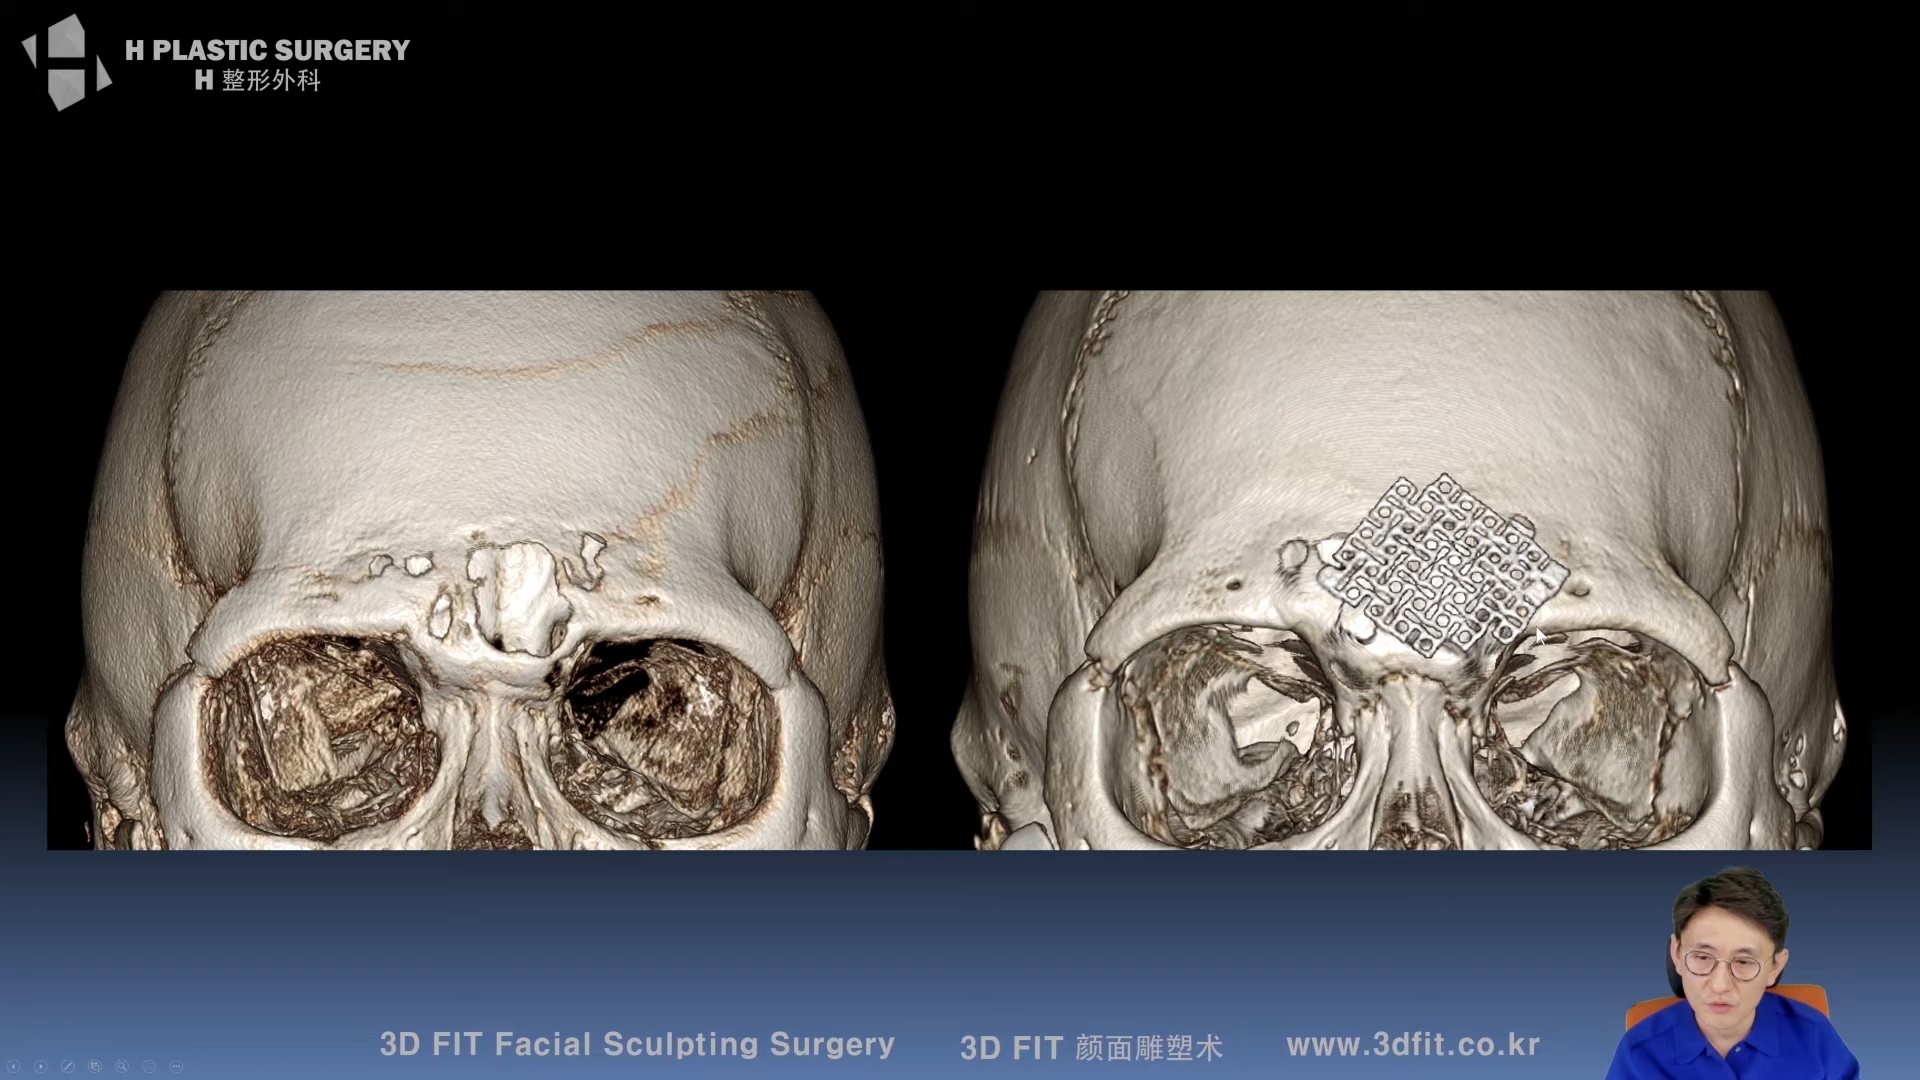 H PLASTIC SURGERY
H 整形外科
3D FIT Facial Sculpting Surgery
3D FIT 颜面雕塑术
www.3dfit.co.kr